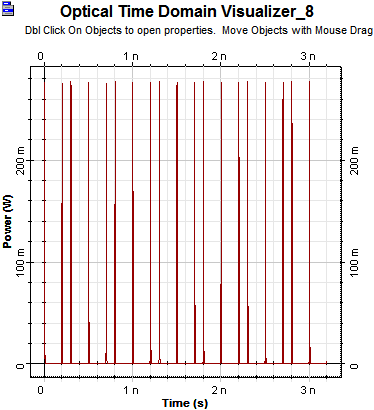 Optical Time Domain Visualizer_8
Dbl Click On Objects to open properties. Move Objects with Mouse Drag
0 1 n 2 n 3 n
200 m 200 m
Power (W)
100 m 100 m
0 0
0 1 n 2 n 3 n
Time (s)